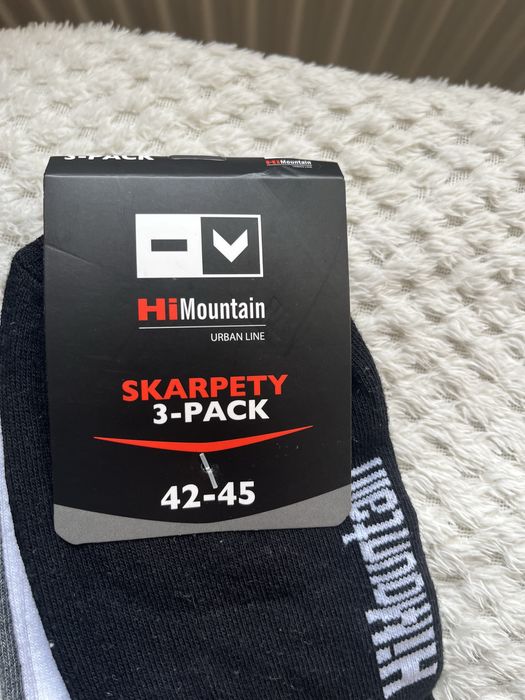 3-PACK
HiMountain
HiMountain
URBAN LINE
SKARPETY
3-PACK
42-45
HiMountain